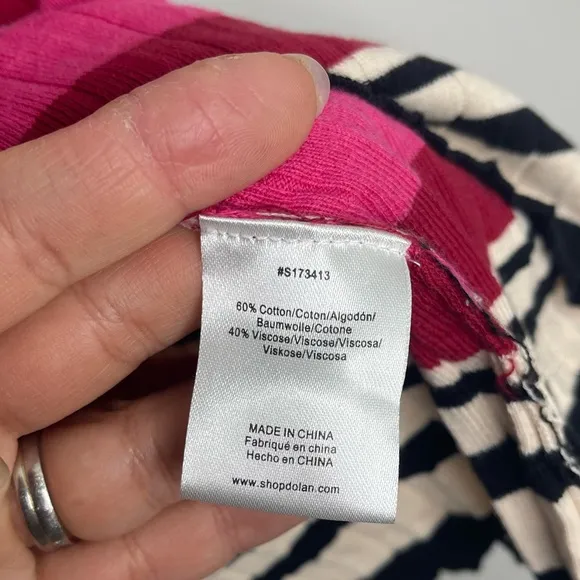 #S173413
60% Cotton/Coton/Algodón/
Baumwolle/Cotone
40% Viscose/Viscose/Viscosa/
Viskose/Viscosa
MADE IN CHINA
Fabriqué en china
Hecho en CHINA
www.shopdolan.com